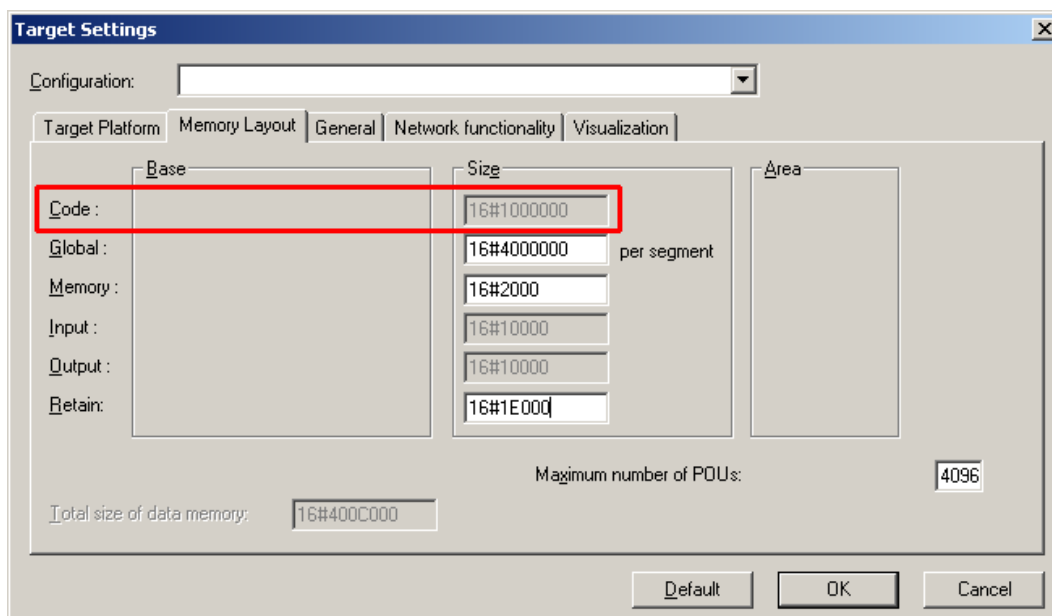 Target Settings
Configuration:
Target Platform Memory Layout General Network functionality Visualization
Base Size Area
Code : 16#1000000
Global : 16#4000000 per segment
Memory : 16#2000
Input : 16#10000
Output : 16#10000
Retain: 16#1E000
Maximum number of POUs: 4096
Total size of data memory: 16#400C000
Default OK Cancel